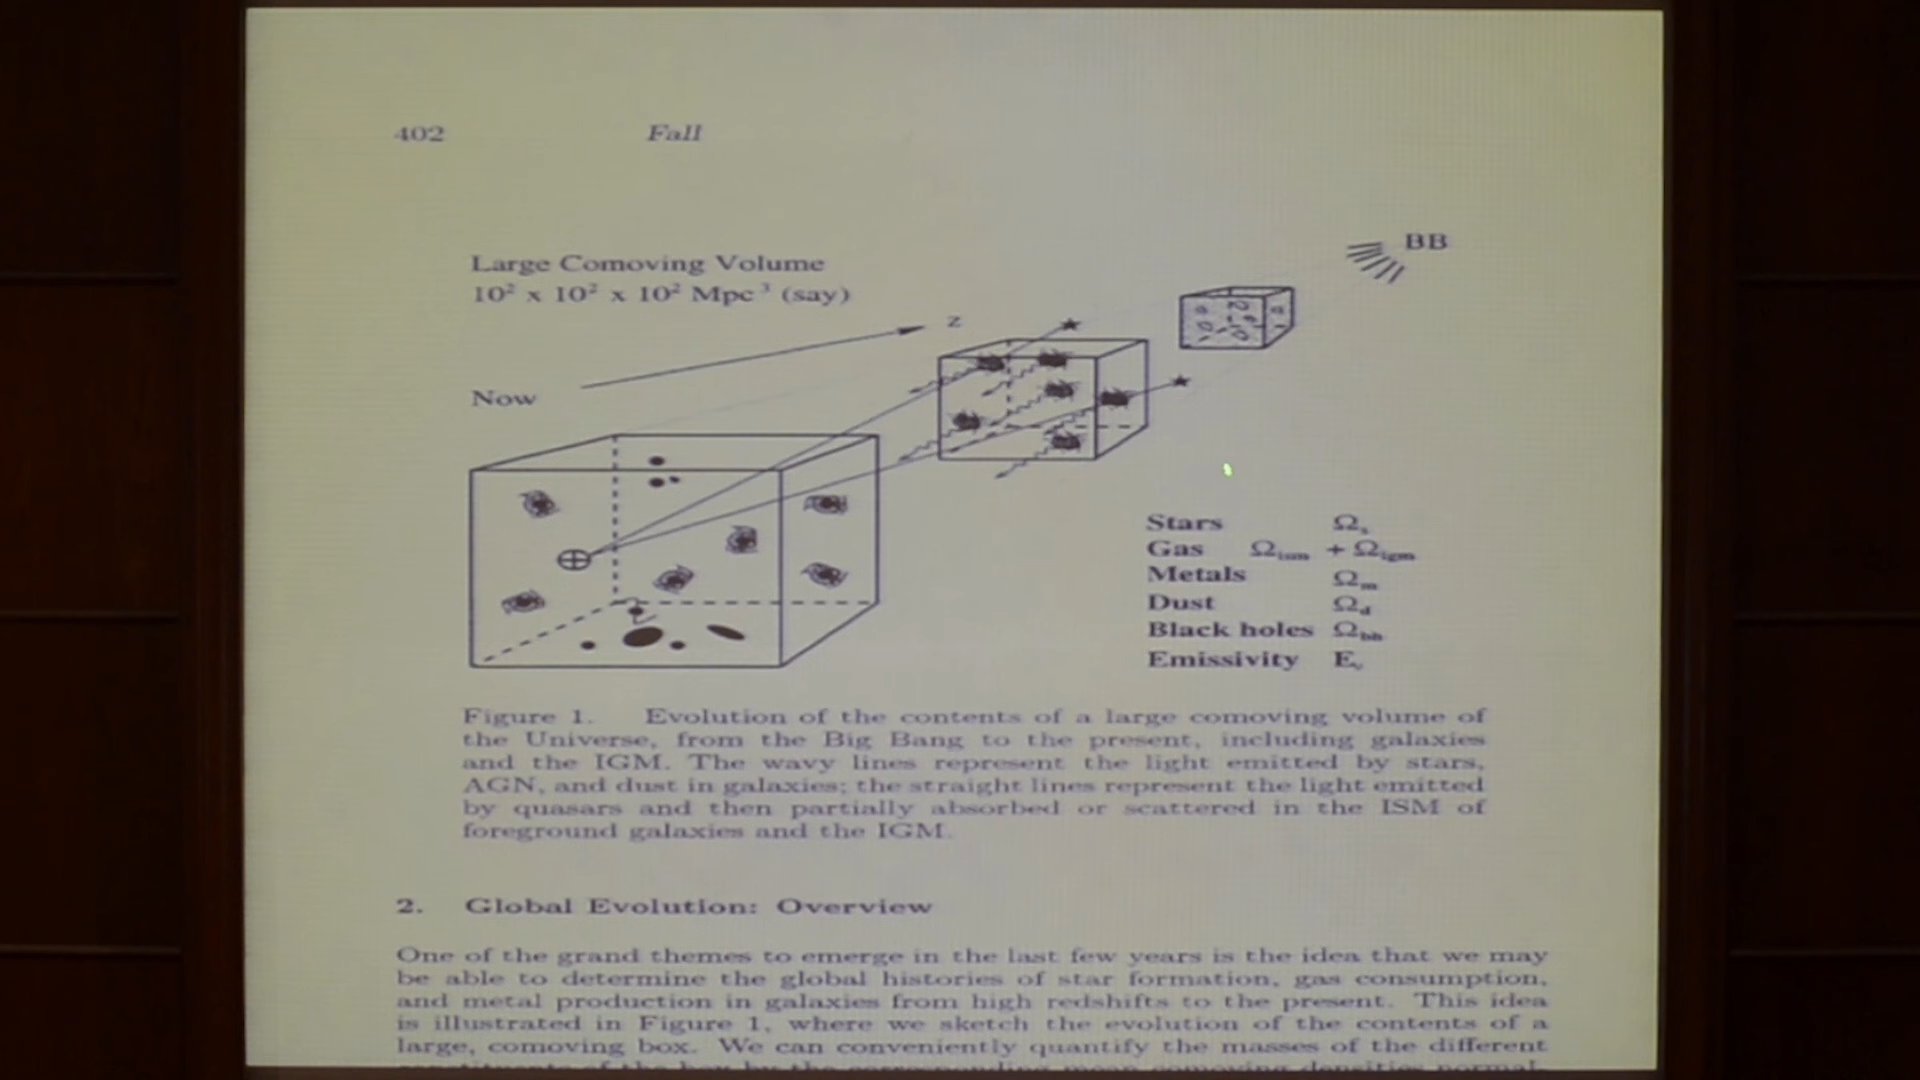 402 Fall
Large Comoving Volume
10² x 10² x 10² Mpc³ (say)
BB
z
Now
Stars Ωs
Gas Ωism + Ωigm
Metals Ωm
Dust Ωd
Black holes Ωbh
Emissivity Eν
Figure 1. Evolution of the contents of a large comoving volume of
the Universe, from the Big Bang to the present, including galaxies
and the IGM. The wavy lines represent the light emitted by stars,
AGN, and dust in galaxies; the straight lines represent the light emitted
by quasars and then partially absorbed or scattered in the ISM of
foreground galaxies and the IGM.
2. Global Evolution: Overview
One of the grand themes to emerge in the last few years is the idea that we may
be able to determine the global histories of star formation, gas consumption,
and metal production in galaxies from high redshifts to the present. This idea
is illustrated in Figure 1, where we sketch the evolution of the contents of a
large, comoving box. We can conveniently quantify the masses of the different